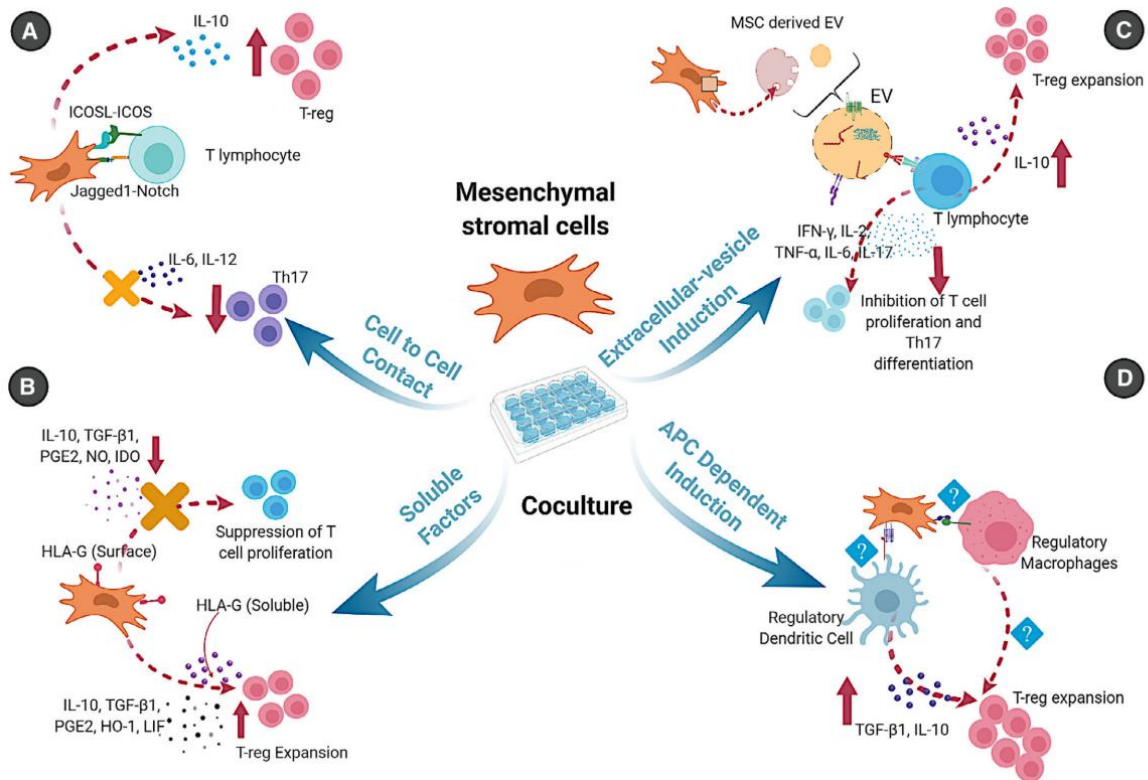 A
IL-10
T-reg
ICOSL-ICOS
T lymphocyte
Jagged1-Notch
IL-6, IL-12
Th17
Mesenchymal
stromal cells
Cell to Cell
Contact
C
MSC derived EV
EV
T-reg expansion
IL-10
T lymphocyte
IFN-γ, IL-2,
TNF-α, IL-6, IL-17
Inhibition of T cell
proliferation and
Th17
differentiation
Extracellular-vesicle
Induction
B
IL-10, TGF-β1,
PGE2, NO, IDO
Suppression of T
cell proliferation
HLA-G (Surface)
HLA-G (Soluble)
IL-10, TGF-β1,
PGE2, HO-1, LIF
T-reg Expansion
Soluble
Factors
Coculture
APC Dependent
Induction
D
?
?
Regulatory
Macrophages
Regulatory
Dendritic Cell
?
T-reg expansion
TGF-β1, IL-10